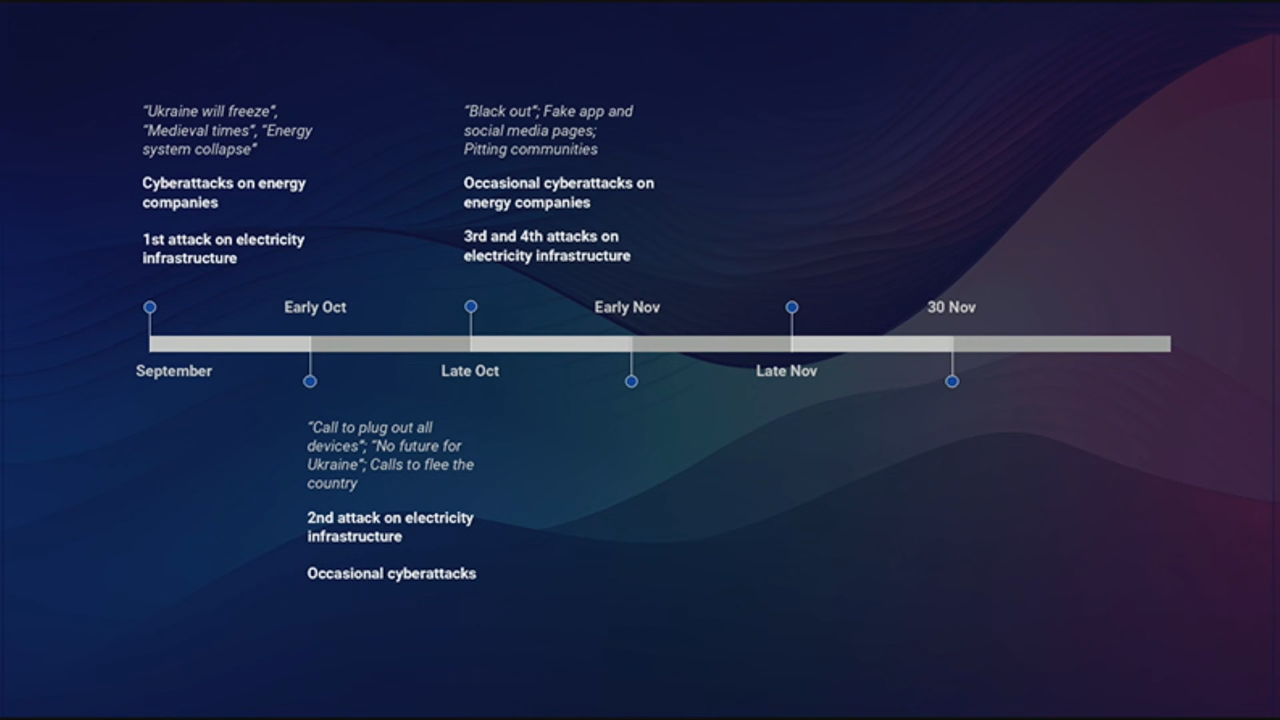 “Ukraine will freeze”,
“Medieval times”, “Energy
system collapse”
Cyberattacks on energy
companies
1st attack on electricity
infrastructure
“Black out”; Fake app and
social media pages;
Pitting communities
Occasional cyberattacks on
energy companies
3rd and 4th attacks on
electricity infrastructure
Early Oct
Early Nov
30 Nov
September
Late Oct
Late Nov
“Call to plug out all
devices”; “No future for
Ukraine”; Calls to flee the
country
2nd attack on electricity
infrastructure
Occasional cyberattacks